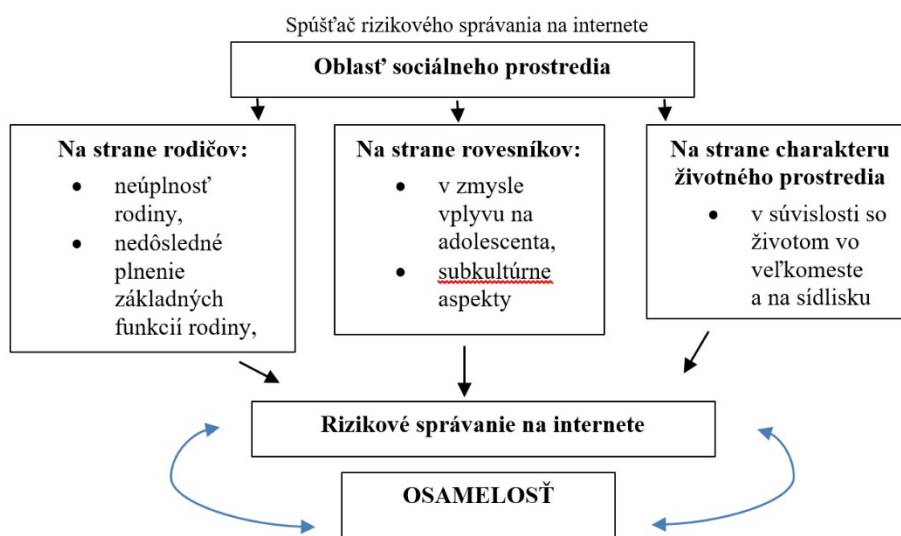 Spúšťač rizikového správania na internete
Oblasť sociálneho prostredia
Na strane rodičov:
• neúplnosť
rodiny,
• nedôsledné
plnenie
základných
funkcií rodiny,
Na strane rovesníkov:
• v zmysle
vplyvu na
adolescenta,
• subkultúrne
aspekty
Na strane charakteru
životného prostredia
• v súvislosti so
životom vo
veľkomeste
a na sídlisku
Rizikové správanie na internete
OSAMELOSŤ